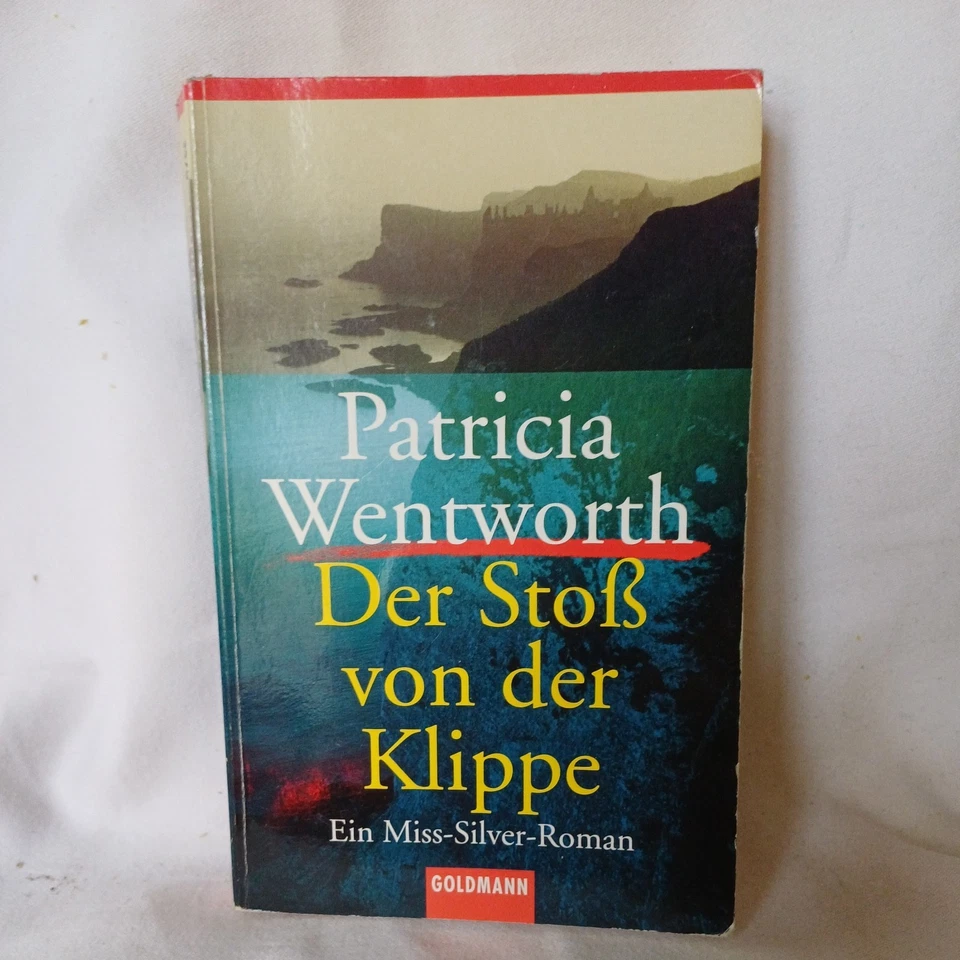 Patricia
Wentworth
Der Stoß
von der
Klippe
Ein Miss-Silver-Roman
GOLDMANN